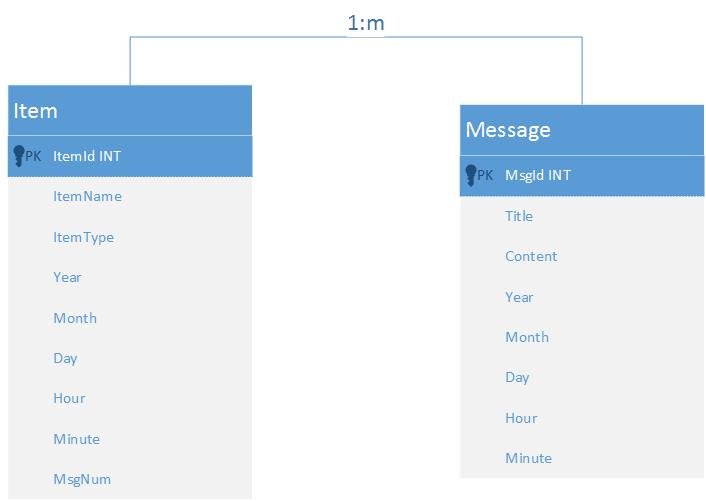 1:m
Item
PK ItemId INT
ItemName
ItemType
Year
Month
Day
Hour
Minute
MsgNum
Message
PK MsgId INT
Title
Content
Year
Month
Day
Hour
Minute